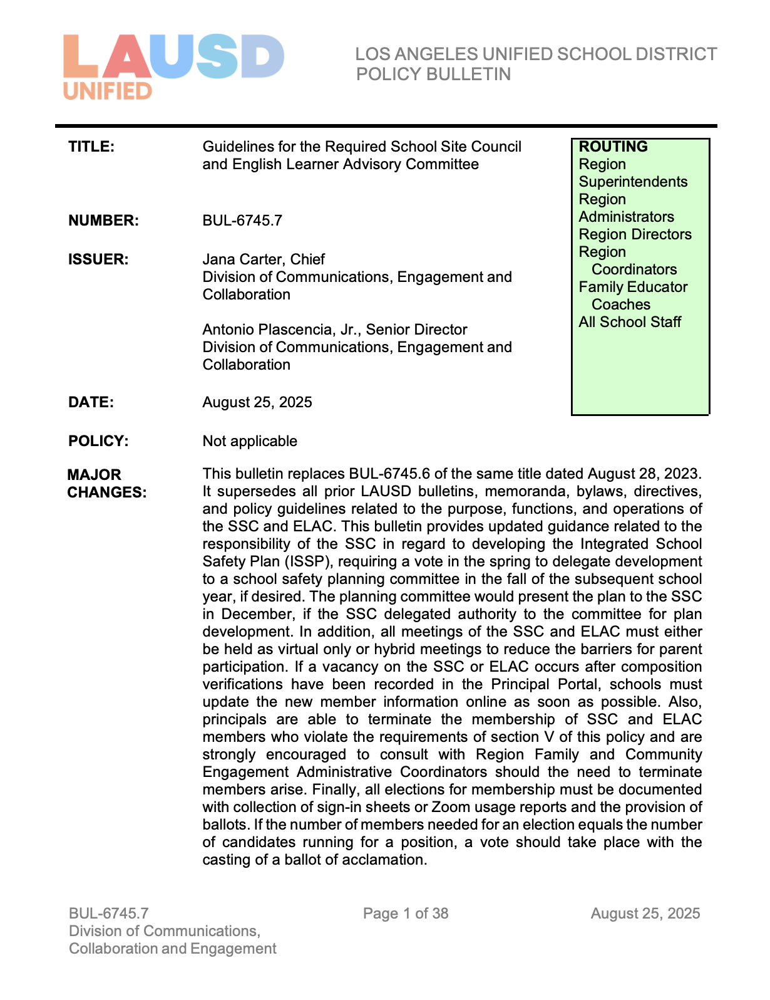 LAUSD
UNIFIED
LOS ANGELES UNIFIED SCHOOL DISTRICT
POLICY BULLETIN
TITLE:
Guidelines for the Required School Site Council
and English Learner Advisory Committee
ROUTING
Region
Superintendents
Region
Administrators
Region Directors
Region
Coordinators
Family Educator
Coaches
All School Staff
NUMBER:
BUL-6745.7
ISSUER:
Jana Carter, Chief
Division of Communications, Engagement and
Collaboration
Antonio Plascencia, Jr., Senior Director
Division of Communications, Engagement and
Collaboration
DATE:
August 25, 2025
POLICY:
Not applicable
MAJOR
CHANGES:
This bulletin replaces BUL-6745.6 of the same title dated August 28, 2023.
It supersedes all prior LAUSD bulletins, memoranda, bylaws, directives,
and policy guidelines related to the purpose, functions, and operations of
the SSC and ELAC. This bulletin provides updated guidance related to the
responsibility of the SSC in regard to developing the Integrated School
Safety Plan (ISSP), requiring a vote in the spring to delegate development
to a school safety planning committee in the fall of the subsequent school
year, if desired. The planning committee would present the plan to the SSC
in December, if the SSC delegated authority to the committee for plan
development. In addition, all meetings of the SSC and ELAC must either
be held as virtual only or hybrid meetings to reduce the barriers for parent
participation. If a vacancy on the SSC or ELAC occurs after composition
verifications have been recorded in the Principal Portal, schools must
update the new member information online as soon as possible. Also,
principals are able to terminate the membership of SSC and ELAC
members who violate the requirements of section V of this policy and are
strongly encouraged to consult with Region Family and Community
Engagement Administrative Coordinators should the need to terminate
members arise. Finally, all elections for membership must be documented
with collection of sign-in sheets or Zoom usage reports and the provision of
ballots. If the number of members needed for an election equals the number
of candidates running for a position, a vote should take place with the
casting of a ballot of acclamation.
BUL-6745.7
Division of Communications,
Collaboration and Engagement
Page 1 of 38
August 25, 2025